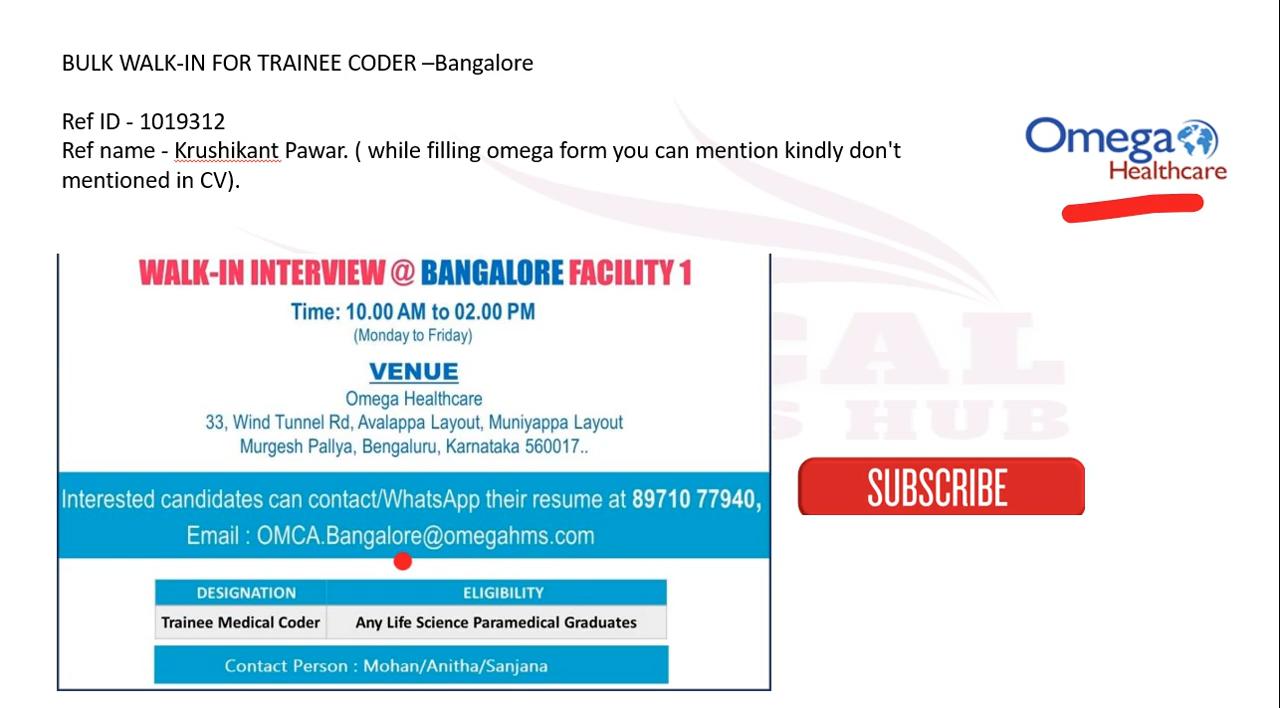 BULK WALK-IN FOR TRAINEE CODER –Bangalore
Ref ID - 1019312
Ref name - Krushikant Pawar. ( while filling omega form you can mention kindly don't
mentioned in CV).
Omega
Healthcare
WALK-IN INTERVIEW @ BANGALORE FACILITY 1
Time: 10.00 AM to 02.00 PM
(Monday to Friday)
VENUE
Omega Healthcare
33, Wind Tunnel Rd, Avalappa Layout, Muniyappa Layout
Murgesh Pallya, Bengaluru, Karnataka 560017..
Interested candidates can contact/WhatsApp their resume at 89710 77940,
Email : OMCA.Bangalore@omegahms.com
DESIGNATION ELIGIBILITY
Trainee Medical Coder Any Life Science Paramedical Graduates
Contact Person : Mohan/Anitha/Sanjana
HUB
SUBSCRIBE